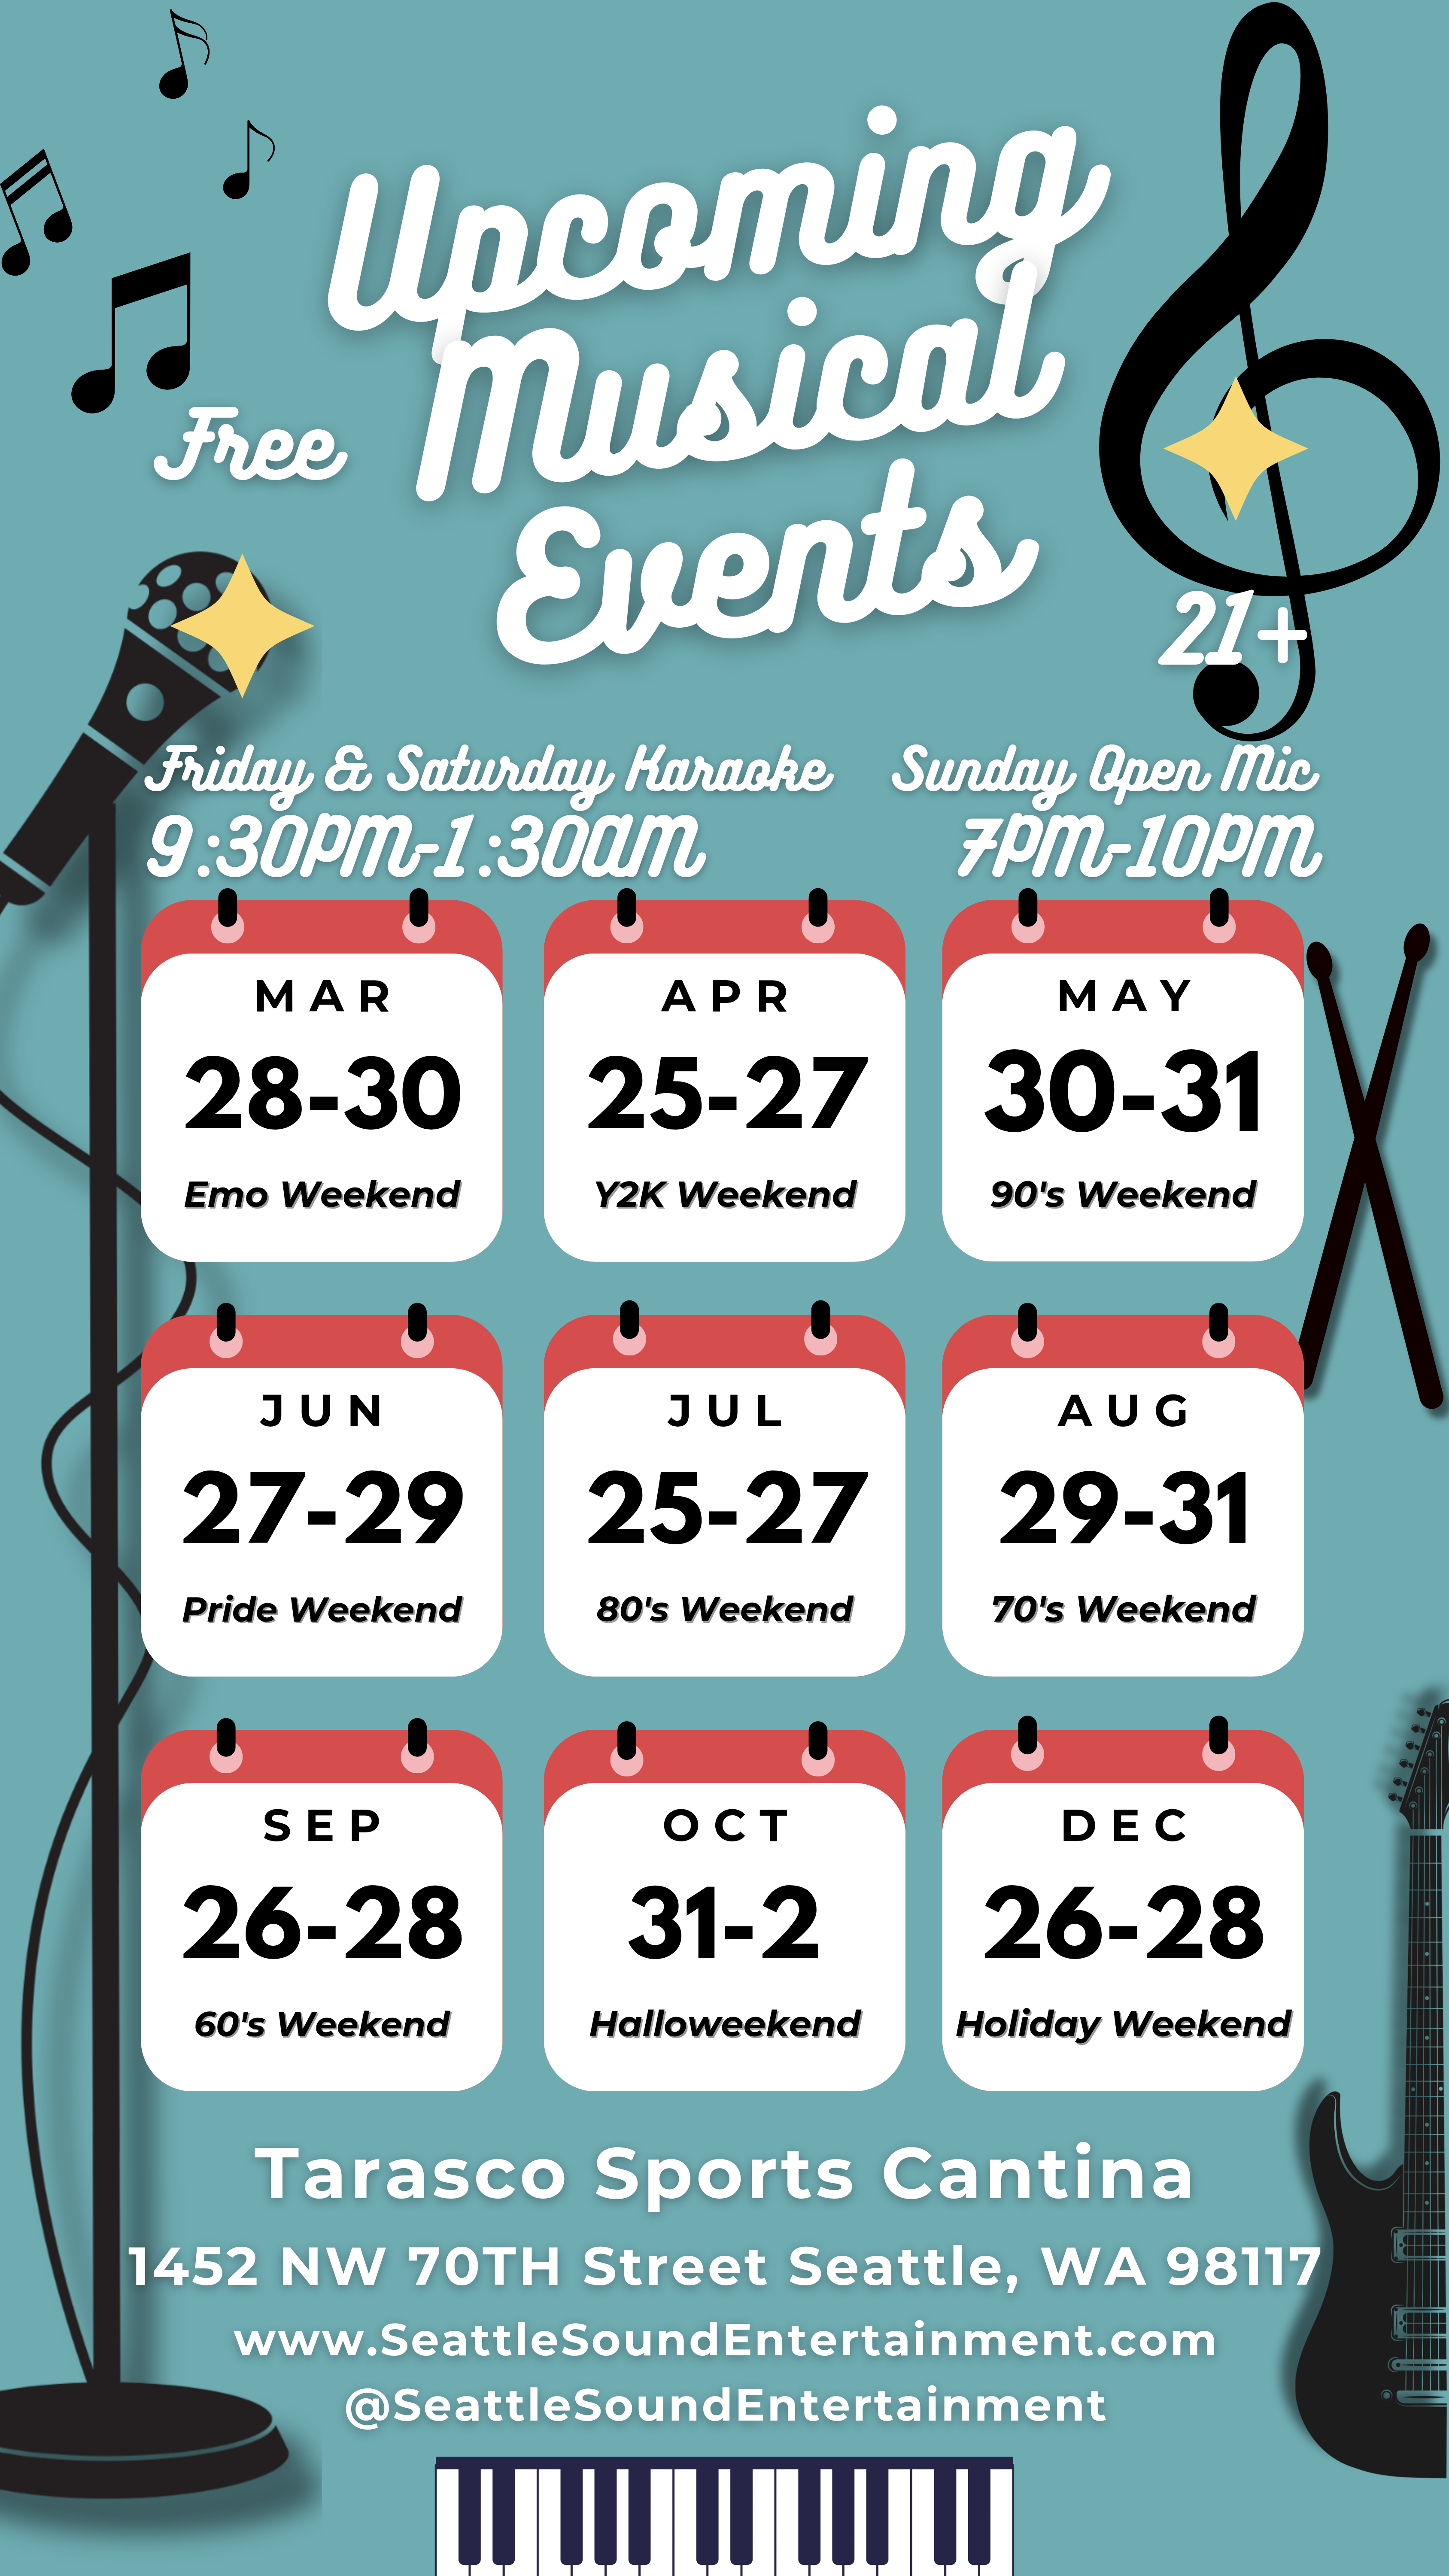 Upcoming
Musical
Events
Free
21+
Friday & Saturday Karaoke
9:30PM-1:30AM
Sunday Open Mic
7PM-10PM
MAR
28-30
Emo Weekend
APR
25-27
Y2K Weekend
MAY
30-31
90's Weekend
JUN
27-29
Pride Weekend
JUL
25-27
80's Weekend
AUG
29-31
70's Weekend
SEP
26-28
60's Weekend
OCT
31-2
Halloweekend
DEC
26-28
Holiday Weekend
Tarasco Sports Cantina
1452 NW 70TH Street Seattle, WA 98117
www.SeattleSoundEntertainment.com
@SeattleSoundEntertainment